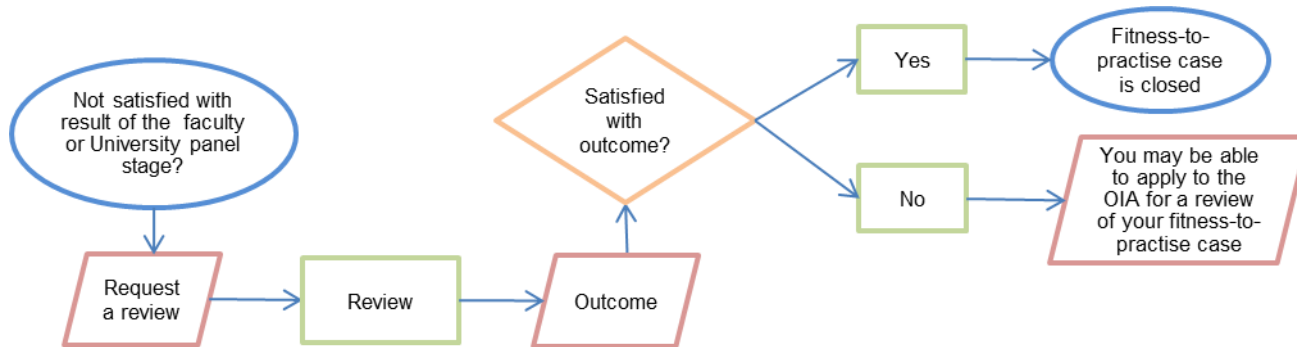 Not satisfied with
result of the faculty
or University panel
stage?
Request
a review
Review
Outcome
Satisfied
with
outcome?
Yes
Fitness-to-
practise case
is closed
No
You may be able
to apply to the
OIA for a review
of your fitness-to-
practise case